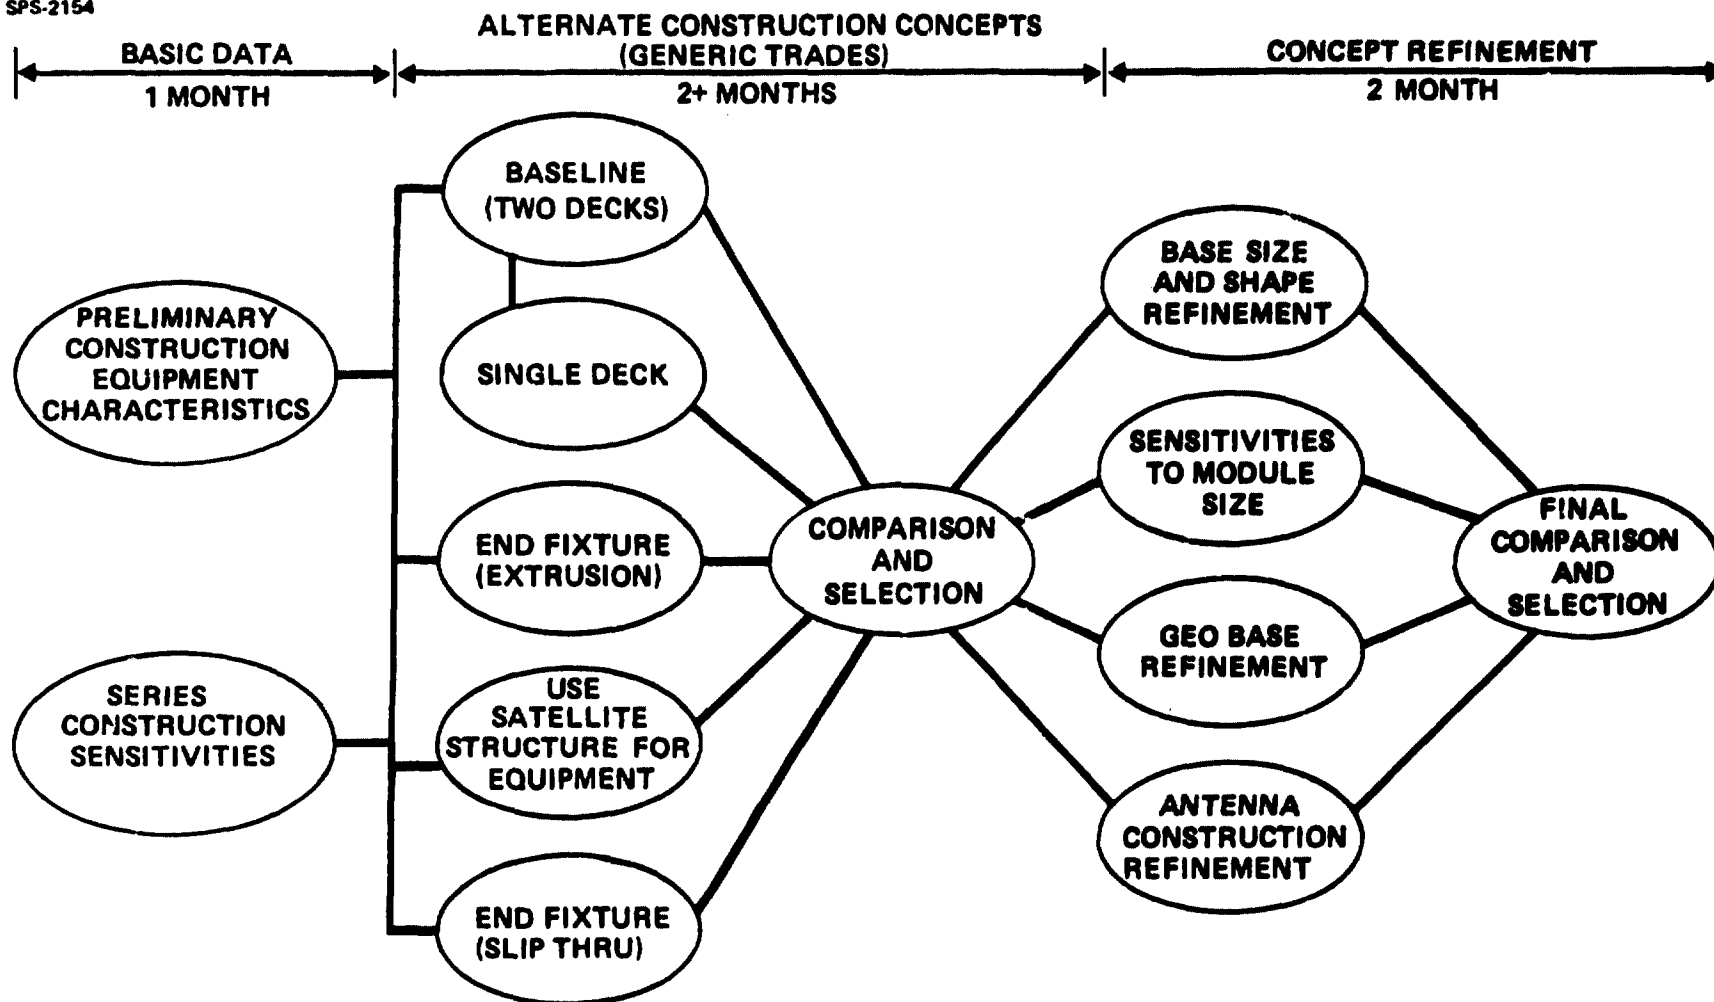 SPS-2154
BASIC DATA
1 MONTH
ALTERNATE CONSTRUCTION CONCEPTS
(GENERIC TRADES)
2+ MONTHS
CONCEPT REFINEMENT
2 MONTH
PRELIMINARY
CONSTRUCTION
EQUIPMENT
CHARACTERISTICS
SERIES
CONSTRUCTION
SENSITIVITIES
BASELINE
(TWO DECKS)
SINGLE DECK
END FIXTURE
(EXTRUSION)
USE
SATELLITE
STRUCTURE FOR
EQUIPMENT
END FIXTURE
(SLIP THRU)
COMPARISON
AND
SELECTION
BASE SIZE
AND SHAPE
REFINEMENT
SENSITIVITIES
TO MODULE
SIZE
GEO BASE
REFINEMENT
ANTENNA
CONSTRUCTION
REFINEMENT
FINAL
COMPARISON
AND
SELECTION